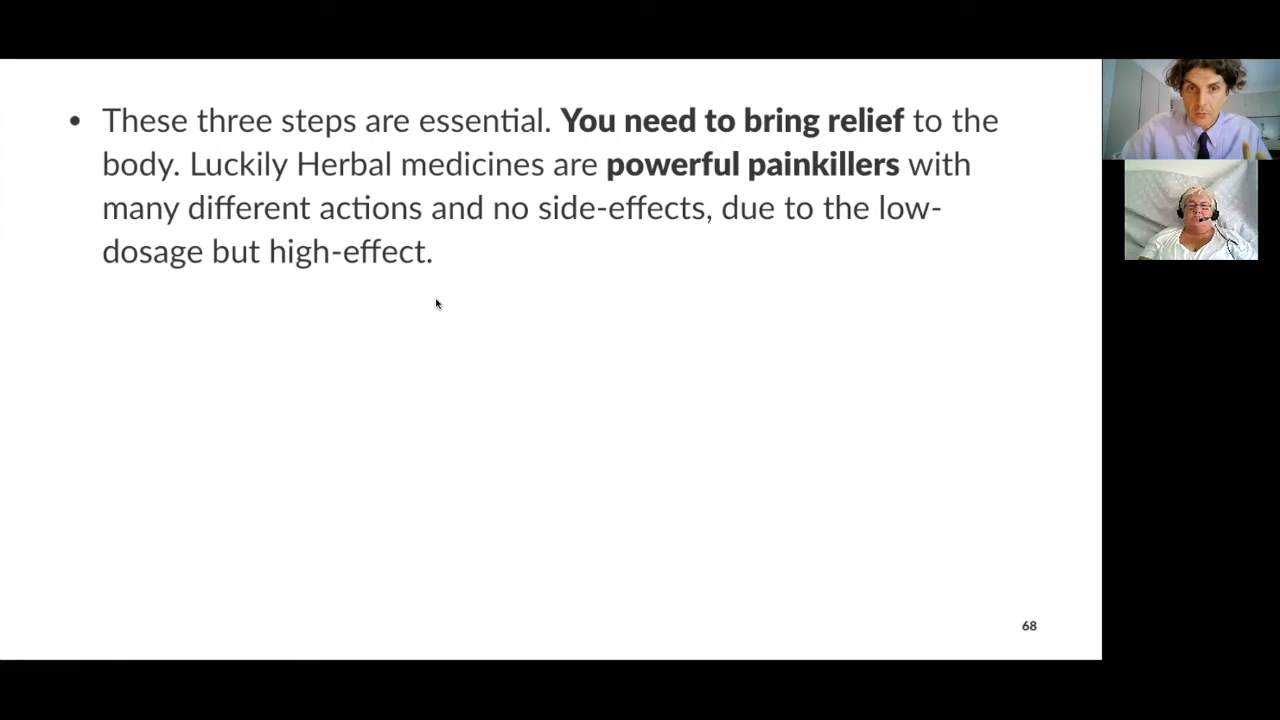 • These three steps are essential. You need to bring relief to the
body. Luckily Herbal medicines are powerful painkillers with
many different actions and no side-effects, due to the low-
dosage but high-effect.
68